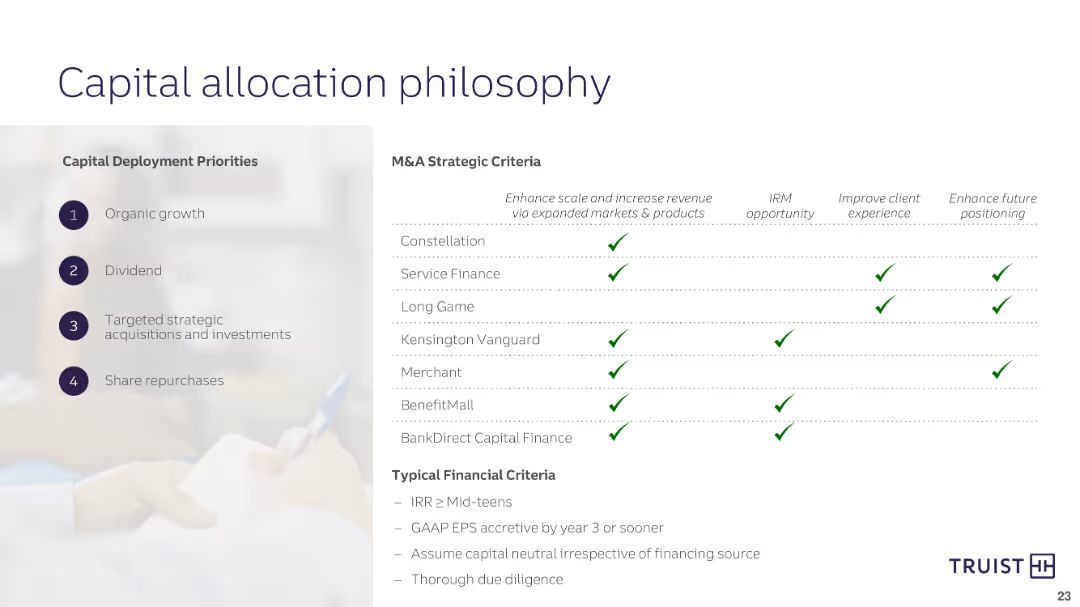 Capital allocation philosophy
Capital Deployment Priorities
1 Organic growth
2 Dividend
3 Targeted strategic
acquisitions and investments
4 Share repurchases
M&A Strategic Criteria
Enhance scale and increase revenue
via expanded markets & products
IRM
opportunity
Improve client
experience
Enhance future
positioning
Constellation ✓
Service Finance ✓ ✓ ✓
Long Game ✓ ✓
Kensington Vanguard ✓ ✓
Merchant ✓ ✓
BenefitMall ✓ ✓
BankDirect Capital Finance ✓ ✓
Typical Financial Criteria
– IRR ≥ Mid-teens
– GAAP EPS accretive by year 3 or sooner
– Assume capital neutral irrespective of financing source
– Thorough due diligence
TRUIST
23